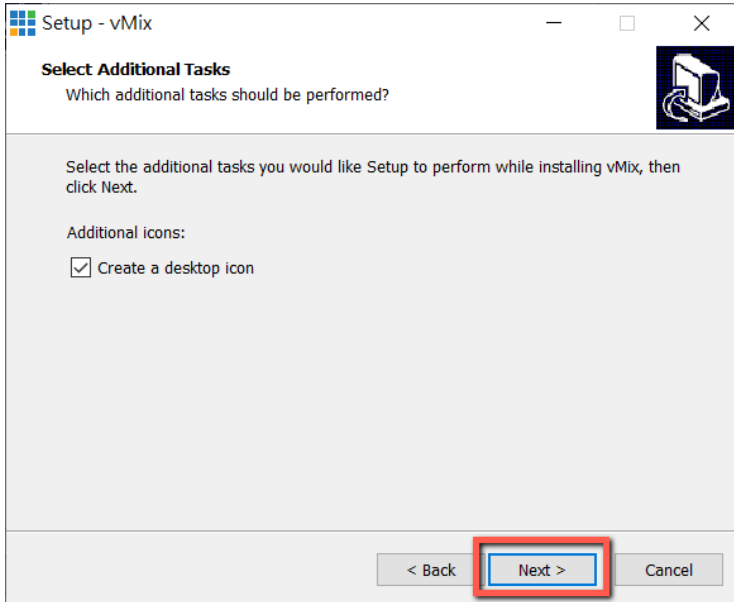 Setup - vMix
Select Additional Tasks
Which additional tasks should be performed?
Select the additional tasks you would like Setup to perform while installing vMix, then
click Next.
Additional icons:
Create a desktop icon
< Back
Next >
Cancel